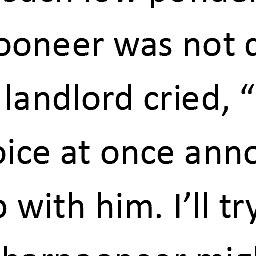 pooneer was not
landlord cried, “
oice at once anno
with him. I’ll try